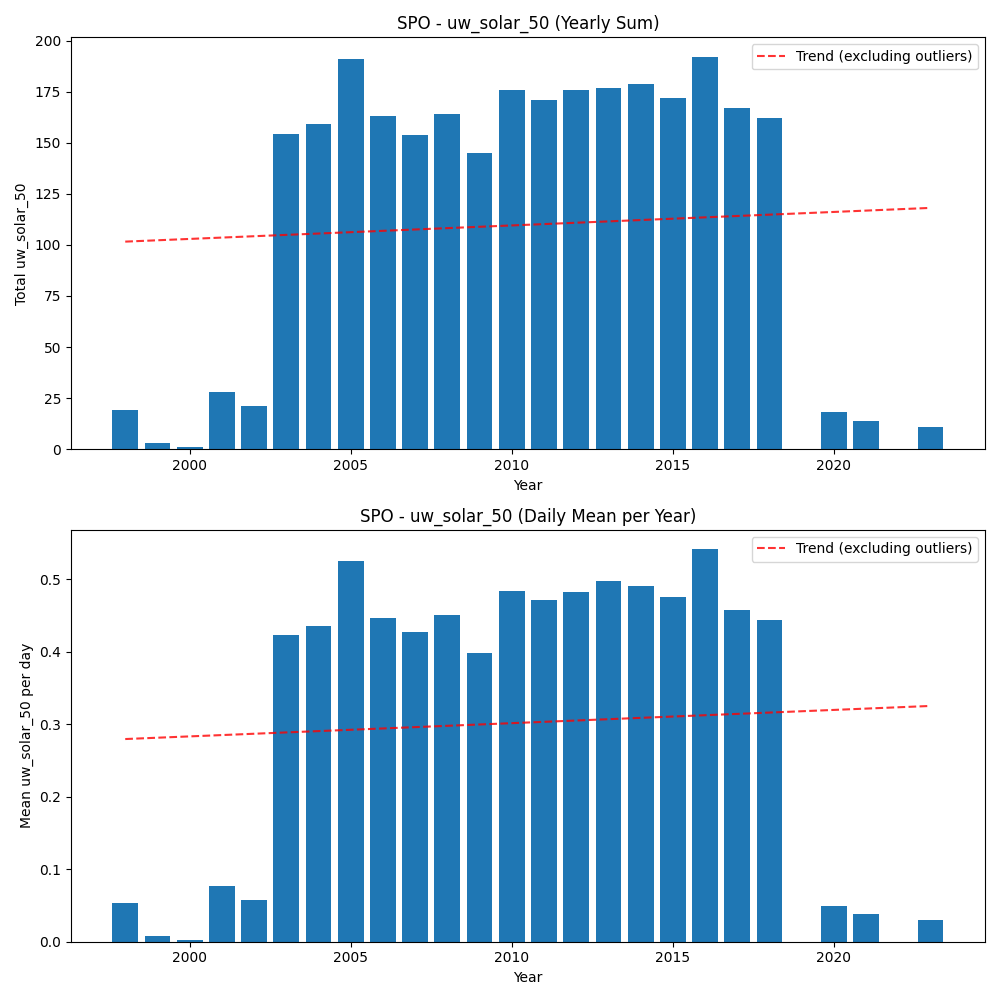 SPO - uw_solar_50 (Yearly Sum)
Trend (excluding outliers)
Total uw_solar_50
200
175
150
125
100
75
50
25
0
2000 2005 2010 2015 2020
Year
SPO - uw_solar_50 (Daily Mean per Year)
Trend (excluding outliers)
Mean uw_solar_50 per day
0.5
0.4
0.3
0.2
0.1
0.0
2000 2005 2010 2015 2020
Year